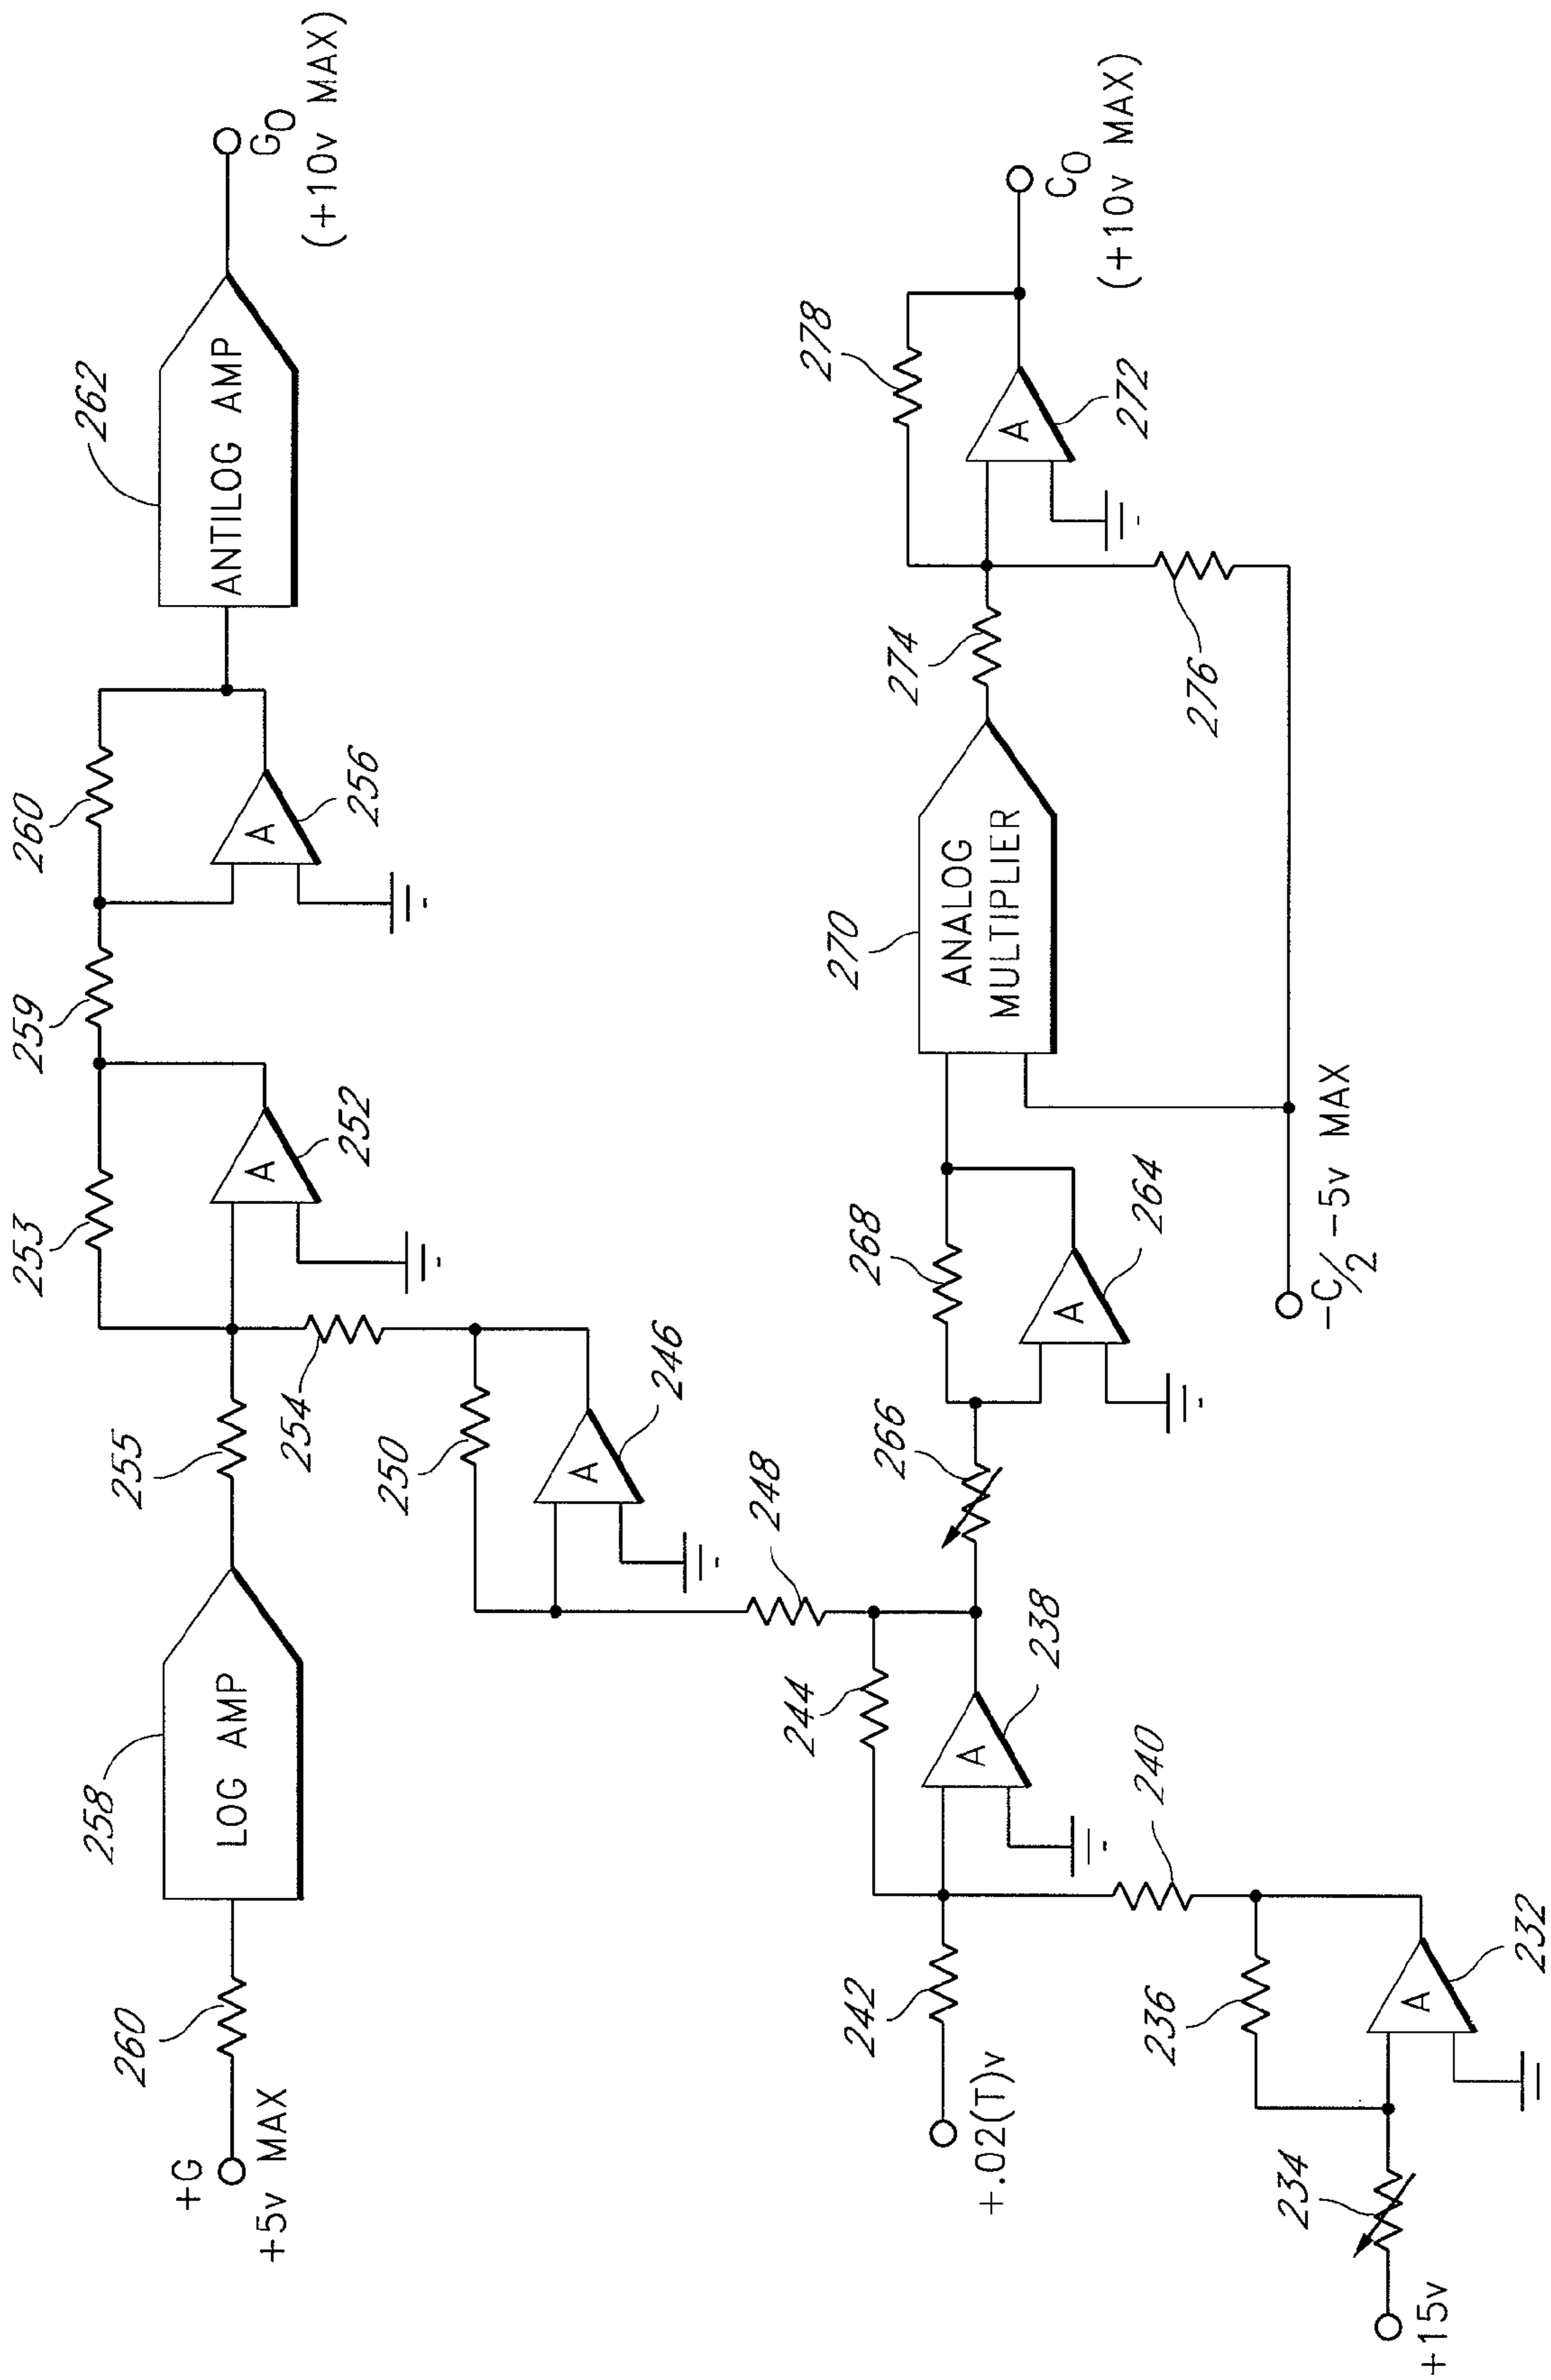 260
+G
+5v MAX
258
LOG AMP
255
253
A
252
254
259
260
A
256
262
ANTILOG AMP
G0
(+10v MAX)
250
A
246
248
244
242
+.02(T)v
A
238
240
236
234
+15v
A
232
266
268
A
264
270
ANALOG
MULTIPLIER
-C/2 -5v MAX
274
276
278
A
272
C0
(+10v MAX)